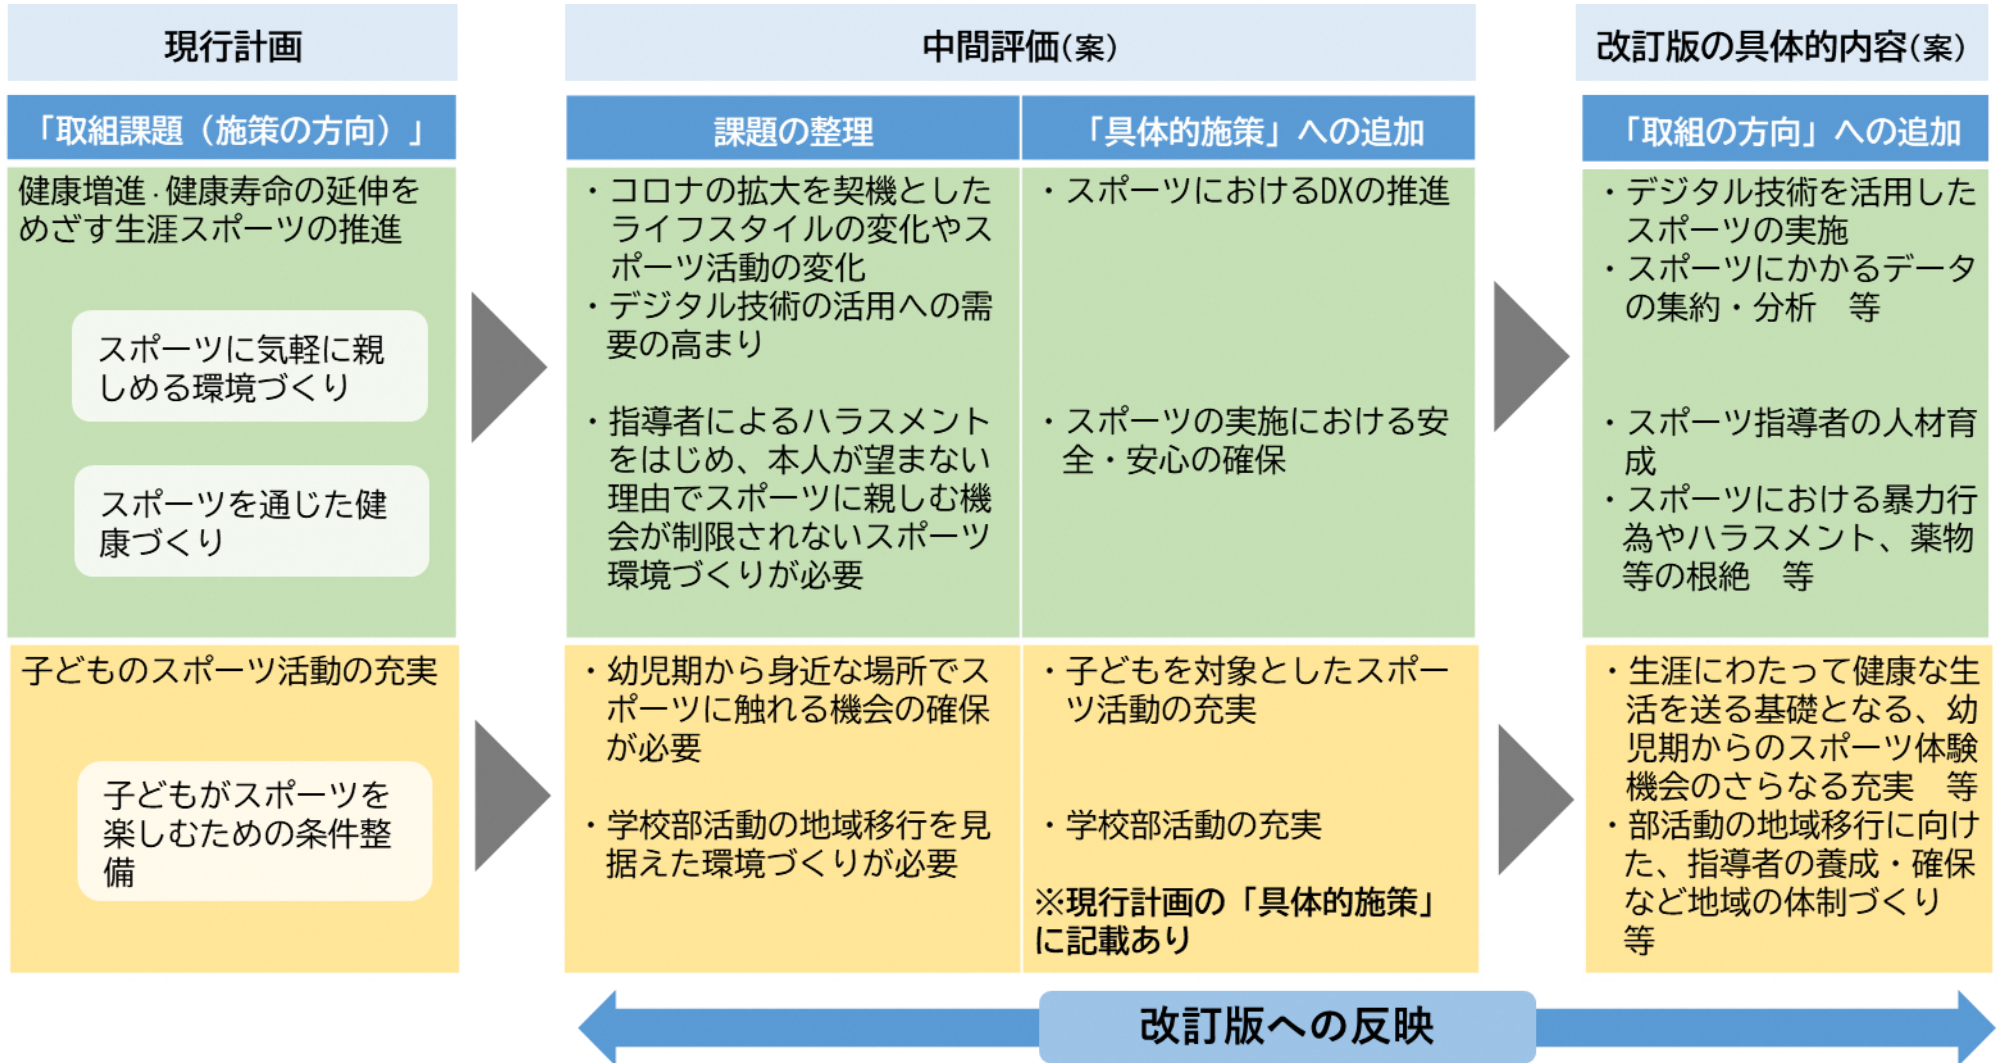 現行計画
中間評価(案)
改訂版の具体的内容(案)
「取組課題(施策の方向)」
課題の整理
「具体的施策」への追加
「取組の方向」への追加
健康増進・健康寿命の延伸を
めざす生涯スポーツの推進
スポーツに気軽に親
しめる環境づくり
スポーツを通じた健
康づくり
・コロナの拡大を契機とした
ライフスタイルの変化やス
ポーツ活動の変化
・デジタル技術の活用への需
要の高まり
・指導者によるハラスメント
をはじめ、本人が望まない
理由でスポーツに親しむ機
会が制限されないスポーツ
環境づくりが必要
・スポーツにおけるDXの推進
・スポーツの実施における安
全・安心の確保
・デジタル技術を活用した
スポーツの実施
・スポーツにかかるデータ
の集約・分析　等
・スポーツ指導者の人材育
成
・スポーツにおける暴力行
為やハラスメント、薬物
等の根絶　等
子どものスポーツ活動の充実
子どもがスポーツを
楽しむための条件整
備
・幼児期から身近な場所でス
ポーツに触れる機会の確保
が必要
・学校部活動の地域移行を見
据えた環境づくりが必要
・子どもを対象としたスポー
ツ活動の充実
・学校部活動の充実
※現行計画の「具体的施策」
に記載あり
・生涯にわたって健康な生
活を送る基礎となる、幼
児期からのスポーツ体験
機会のさらなる充実　等
・部活動の地域移行に向け
た、指導者の養成・確保
など地域の体制づくり
等
改訂版への反映